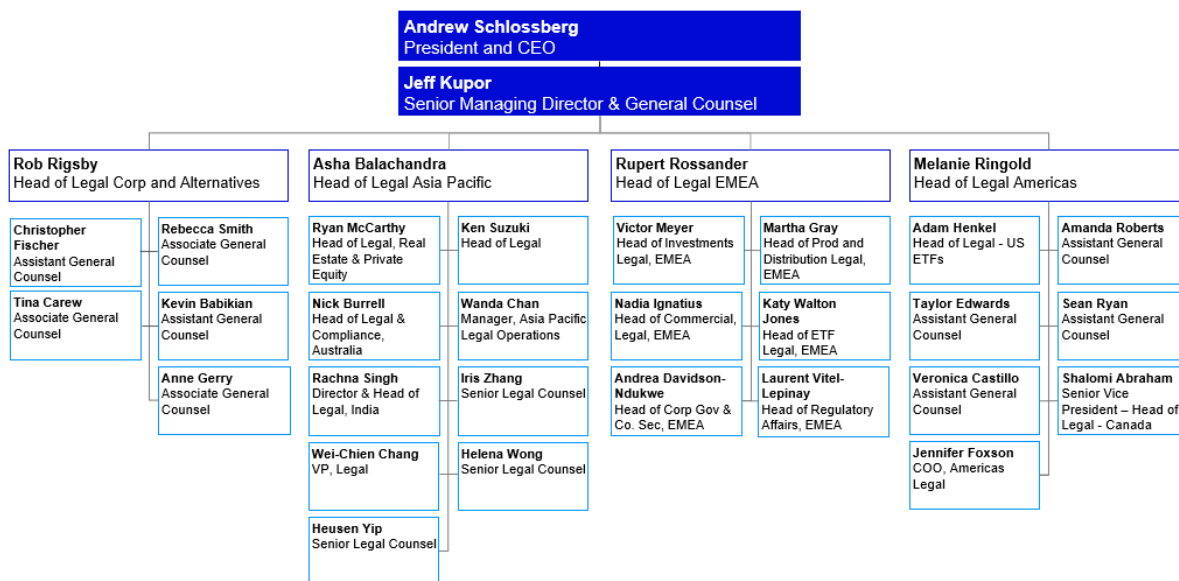 Andrew Schlossberg
President and CEO
Jeff Kupor
Senior Managing Director & General Counsel
Rob Rigsby
Head of Legal Corp and Alternatives
Christopher
Fischer
Assistant General
Counsel
Rebecca Smith
Associate General
Counsel
Tina Carew
Associate General
Counsel
Kevin Babikian
Assistant General
Counsel
Anne Gerry
Associate General
Counsel
Asha Balachandra
Head of Legal Asia Pacific
Ryan McCarthy
Head of Legal, Real
Estate & Private
Equity
Ken Suzuki
Head of Legal
Nick Burrell
Head of Legal &
Compliance,
Australia
Wanda Chan
Manager, Asia Pacific
Legal Operations
Rachna Singh
Director & Head of
Legal, India
Iris Zhang
Senior Legal Counsel
Wei-Chien Chang
VP, Legal
Helena Wong
Senior Legal Counsel
Heusen Yip
Senior Legal Counsel
Rupert Rossander
Head of Legal EMEA
Victor Meyer
Head of Investments
Legal, EMEA
Martha Gray
Head of Prod and
Distribution Legal,
EMEA
Nadia Ignatius
Head of Commercial,
Legal, EMEA
Katy Walton
Jones
Head of ETF
Legal, EMEA
Andrea Davidson-
Ndukwe
Head of Corp Gov &
Co. Sec, EMEA
Laurent Vitel-
Lepinay
Head of Regulatory
Affairs, EMEA
Melanie Ringold
Head of Legal Americas
Adam Henkel
Head of Legal - US
ETFs
Amanda Roberts
Assistant General
Counsel
Taylor Edwards
Assistant General
Counsel
Sean Ryan
Assistant General
Counsel
Veronica Castillo
Assistant General
Counsel
Shalomi Abraham
Senior Vice
President – Head of
Legal - Canada
Jennifer Foxson
COO, Americas
Legal